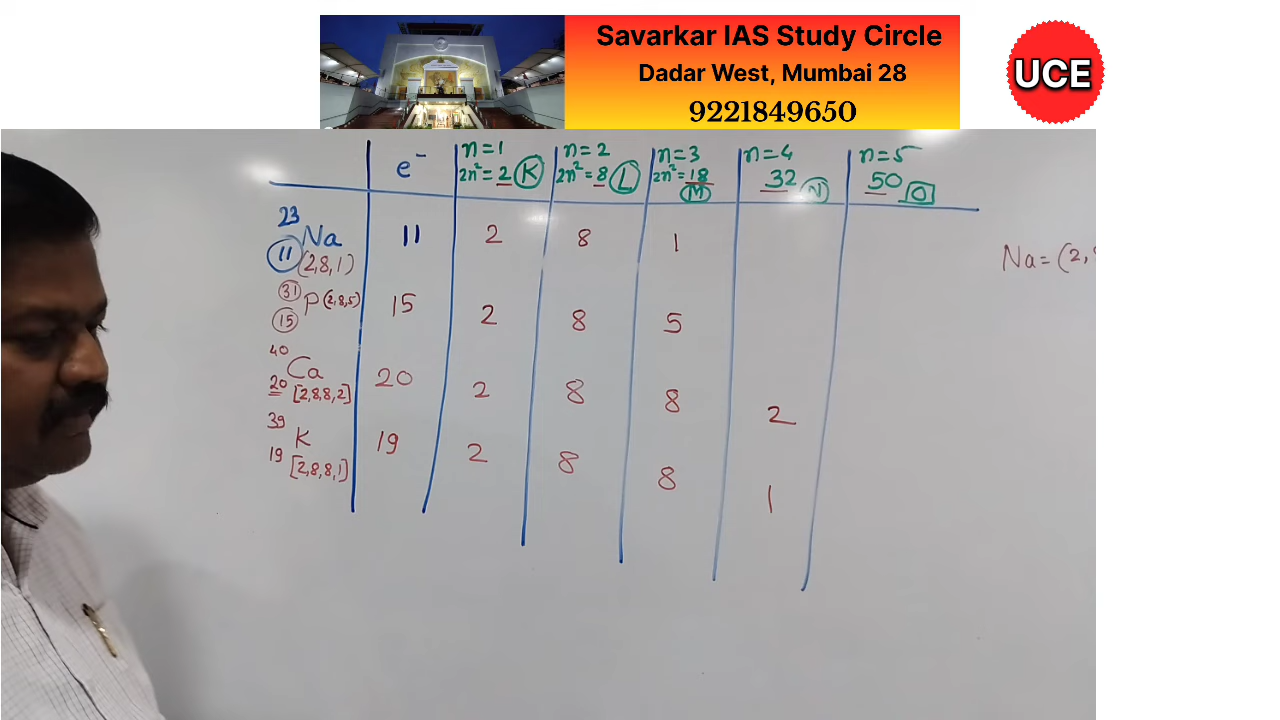 Savarkar IAS Study Circle
Dadar West, Mumbai 28
9221849650
UCE
e⁻
n=1
2n²=2 K
n=2
2n²=8 L
n=3
2n²=18
M
n=4
32 N
n=5
50 O
23
Na 11 2 8 1
11 (2,8,1)
Na=(2,
31
P(2,8,5) 15 2 8 5
15
40
Ca 20 2 8 8 2
20 [2,8,8,2]
39
K 19 2 8 8 1
19 [2,8,8,1]